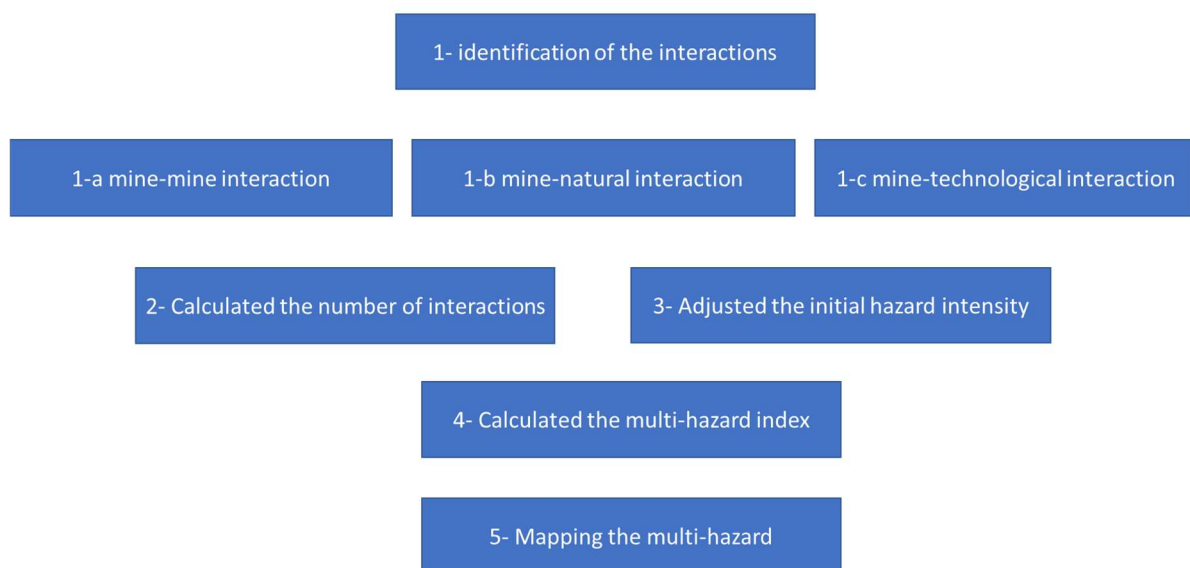 1- identification of the interactions
1-a mine-mine interaction
1-b mine-natural interaction
1-c mine-technological interaction
2- Calculated the number of interactions
3- Adjusted the initial hazard intensity
4- Calculated the multi-hazard index
5- Mapping the multi-hazard